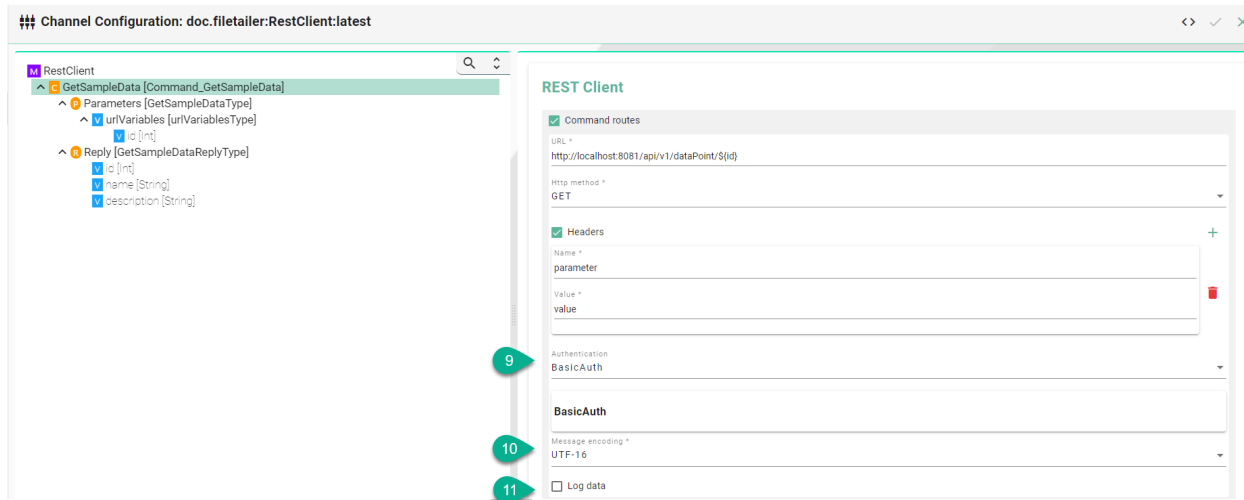 Channel Configuration: doc.filetailer:RestClient:latest
M RestClient
C GetSampleData [Command_GetSampleData]
P Parameters [GetSampleDataType]
V urlVariables [urlVariablesType]
V id [Int]
R Reply [GetSampleDataReplyType]
V id [Int]
V name [String]
V description [String]
REST Client
Command routes
URL *
http://localhost:8081/api/v1/dataPoint/${id}
Http method *
GET
Headers
Name *
parameter
Value *
value
9
Authentication
BasicAuth
BasicAuth
10
Message encoding *
UTF-16
11
Log data